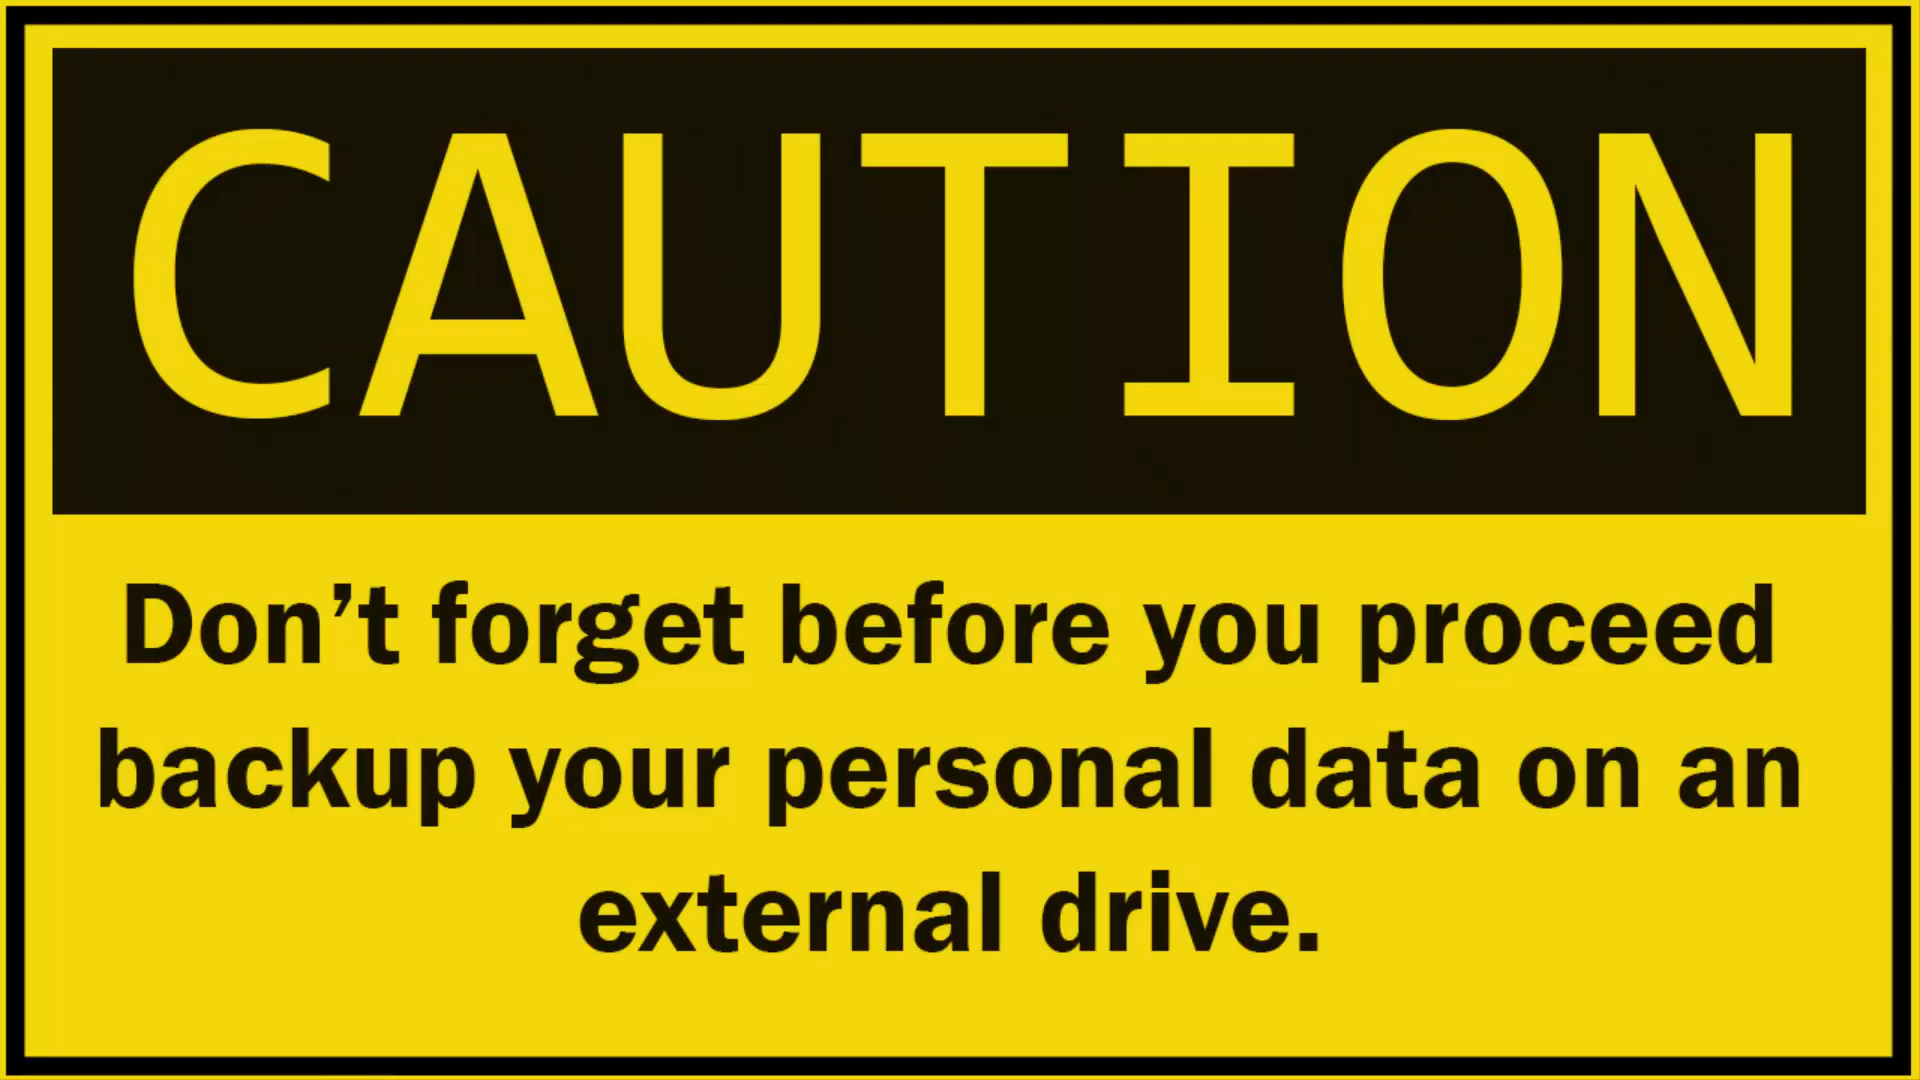 CAUTION
Don’t forget before you proceed
backup your personal data on an
external drive.